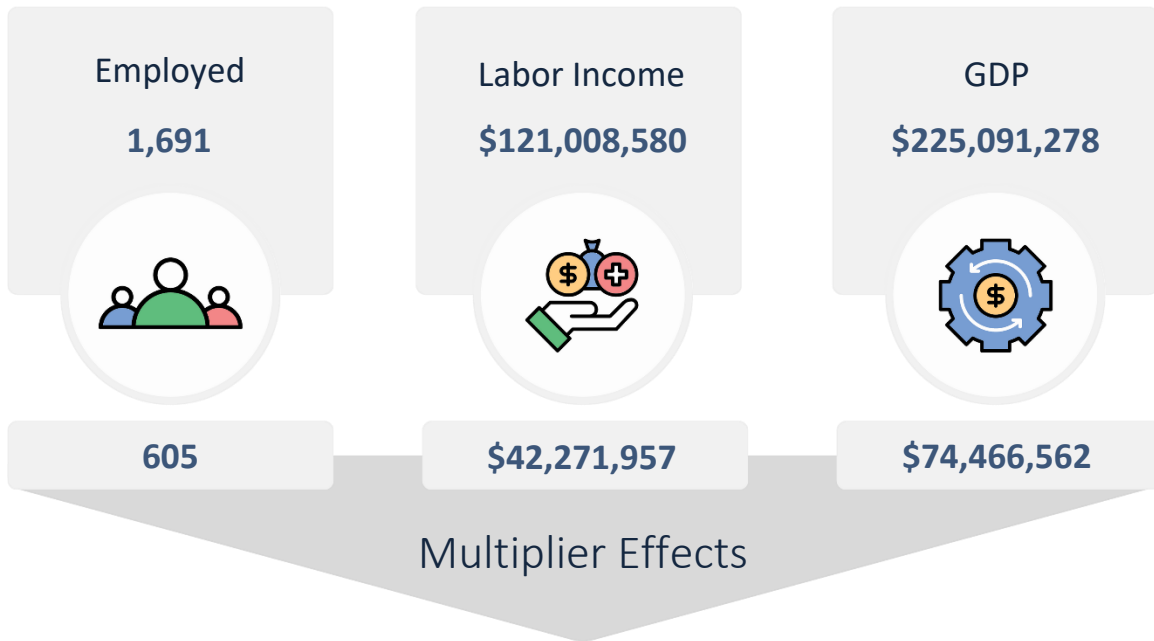 Employed
1,691
Labor Income
$121,008,580
GDP
$225,091,278
$
$
605
$42,271,957
$74,466,562
Multiplier Effects